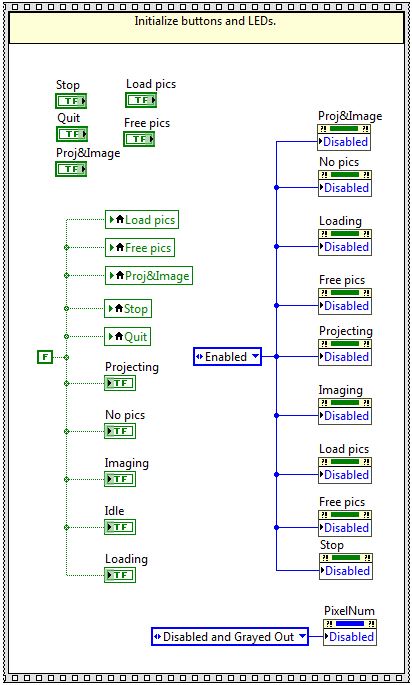 Initialize buttons and LEDs.
Stop
TF
Load pics
TF
Quit
TF
Free pics
TF
Proj&Image
TF
Load pics
Free pics
Proj&Image
Stop
Quit
F
Projecting
TF
No pics
TF
Imaging
TF
Idle
TF
Loading
TF
Enabled
Proj&Image
?! ?!
Disabled
No pics
?! ?!
Disabled
Loading
?! ?!
Disabled
Free pics
?! ?!
Disabled
Projecting
?! ?!
Disabled
Imaging
?! ?!
Disabled
Load pics
?! ?!
Disabled
Free pics
?! ?!
Disabled
Stop
?! ?!
Disabled
Disabled and Grayed Out
PixelNum
?! ?!
Disabled